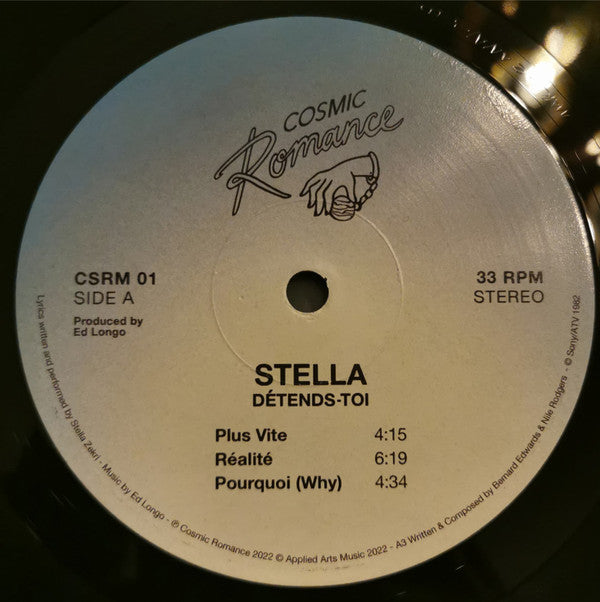 COSMIC
Romance
CSRM 01
SIDE A
Produced by
Ed Longo
33 RPM
STEREO
STELLA
DÉTENDS-TOI
Plus Vite 4:15
Réalité 6:19
Pourquoi (Why) 4:34
Lyrics written and performed by Stella Zekri - Music by Ed Longo - ℗ Cosmic Romance 2022 © Applied Arts Music 2022 - A3 Written & Composed by Bernard Edwards & Nile Rodgers - © Sony/ATV 1982